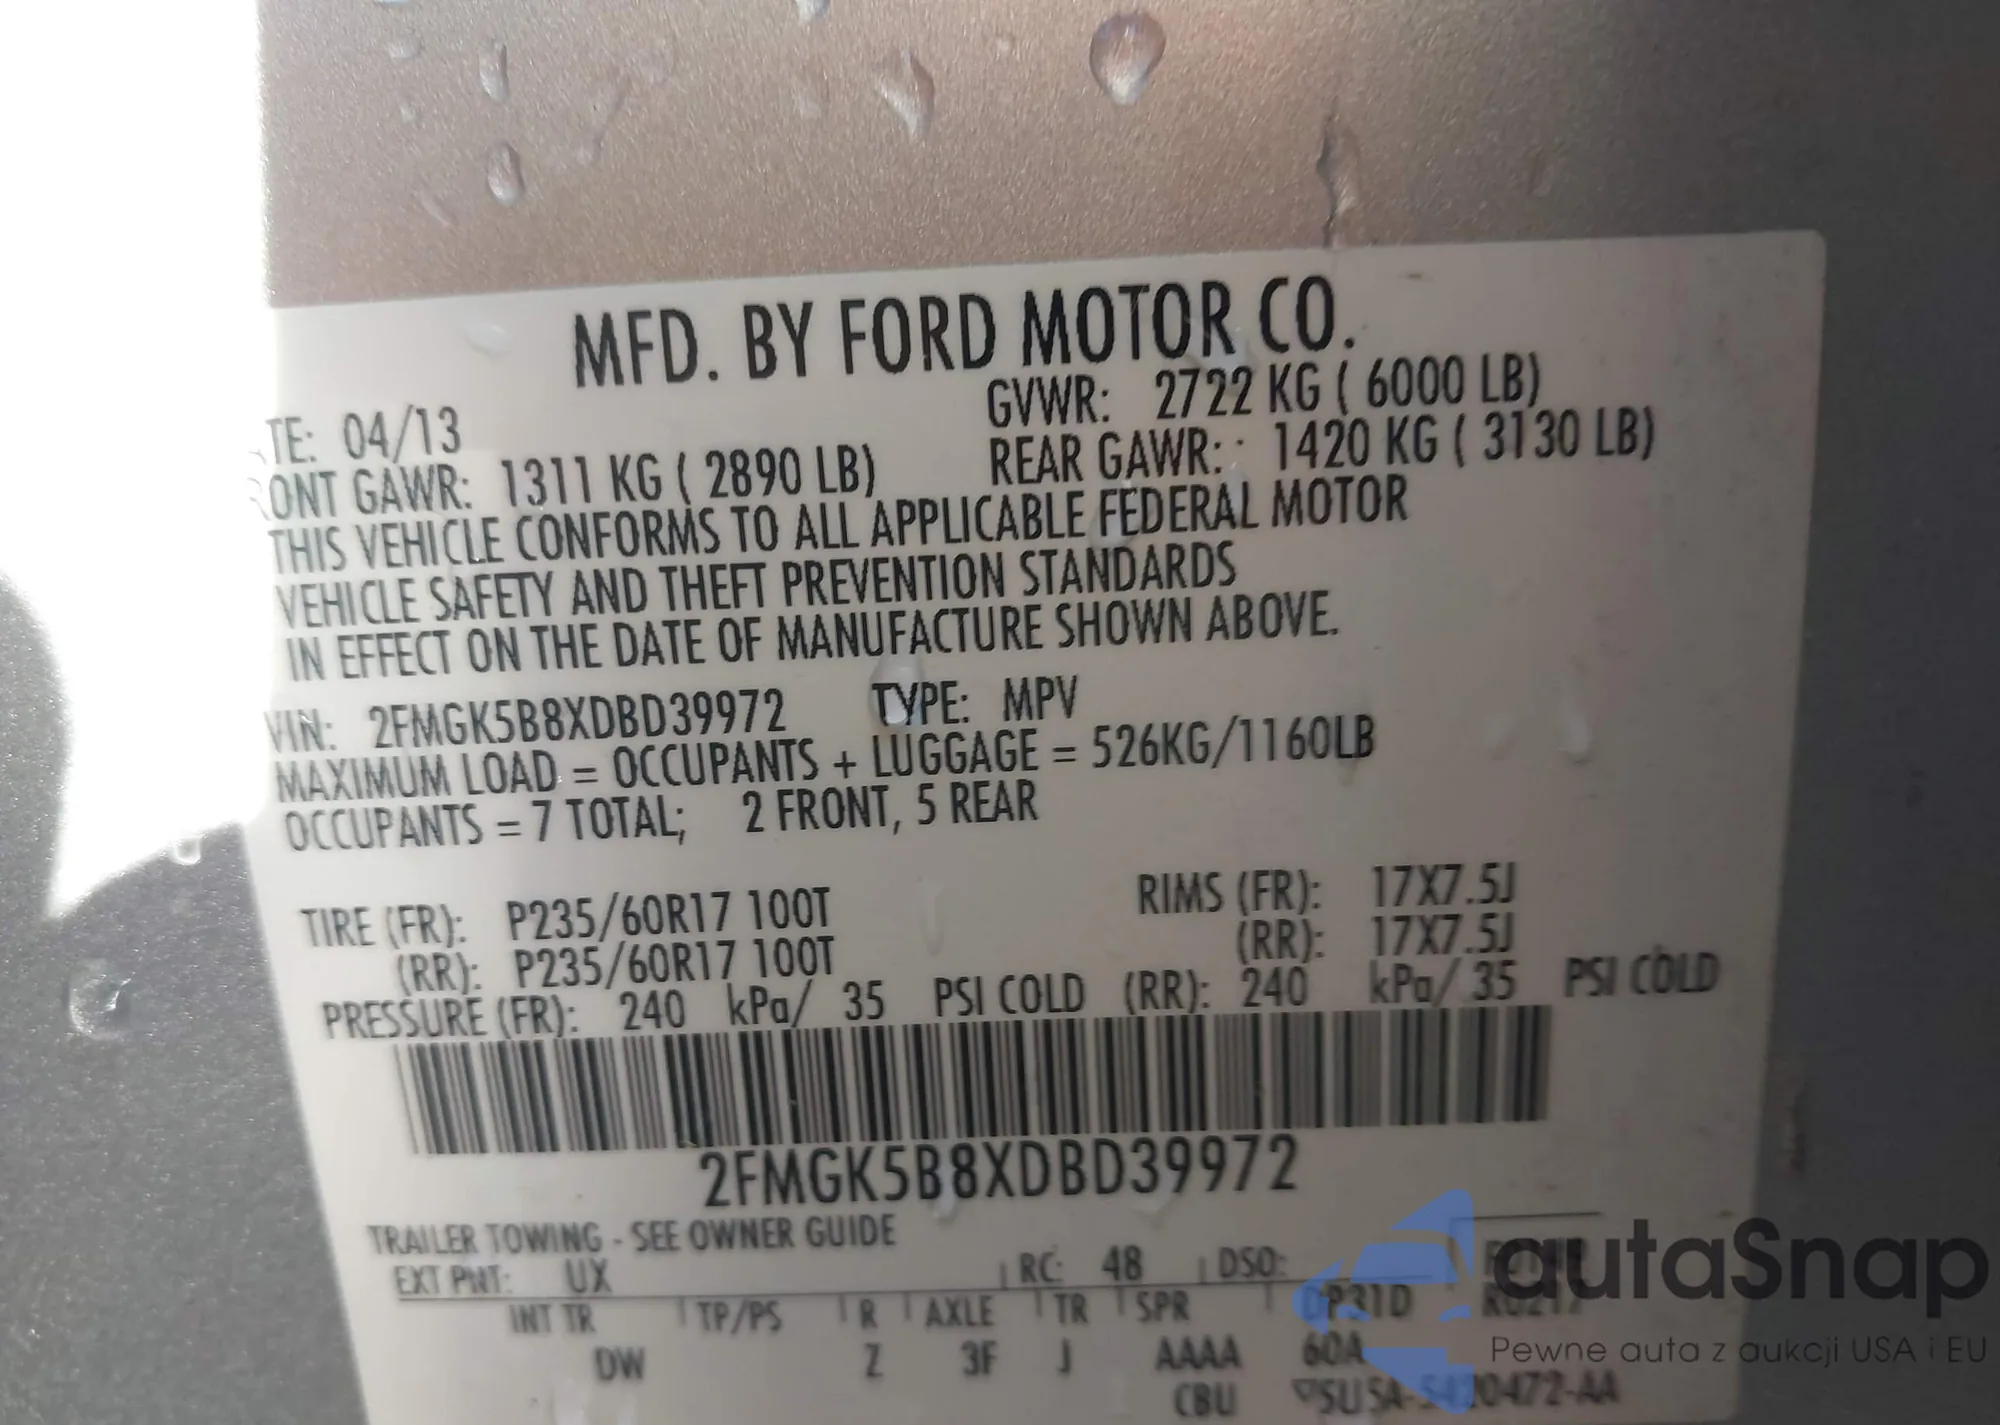 MFD. BY FORD MOTOR CO.
TE: 04/13 GVWR: 2722 KG ( 6000 LB)
RONT GAWR: 1311 KG ( 2890 LB) REAR GAWR: 1420 KG ( 3130 LB)
THIS VEHICLE CONFORMS TO ALL APPLICABLE FEDERAL MOTOR
VEHICLE SAFETY AND THEFT PREVENTION STANDARDS
IN EFFECT ON THE DATE OF MANUFACTURE SHOWN ABOVE.
VIN: 2FMGK5B8XDBD39972 TYPE: MPV
MAXIMUM LOAD = OCCUPANTS + LUGGAGE = 526KG/1160LB
OCCUPANTS = 7 TOTAL; 2 FRONT, 5 REAR
TIRE (FR): P235/60R17 100T RIMS (FR): 17X7.5J
(RR): P235/60R17 100T (RR): 17X7.5J
PRESSURE (FR): 240 kPa/ 35 PSI COLD (RR): 240 kPa/ 35 PSI COLD
2FMGK5B8XDBD39972
TRAILER TOWING - SEE OWNER GUIDE
EXT PNT: UX RC: 48 DSO:
INT TR TP/PS R AXLE TR SPR DP31D
DW Z 3F J AAAA 60A
CBU
autaSnap
Pewne auta z aukcji USA i EU